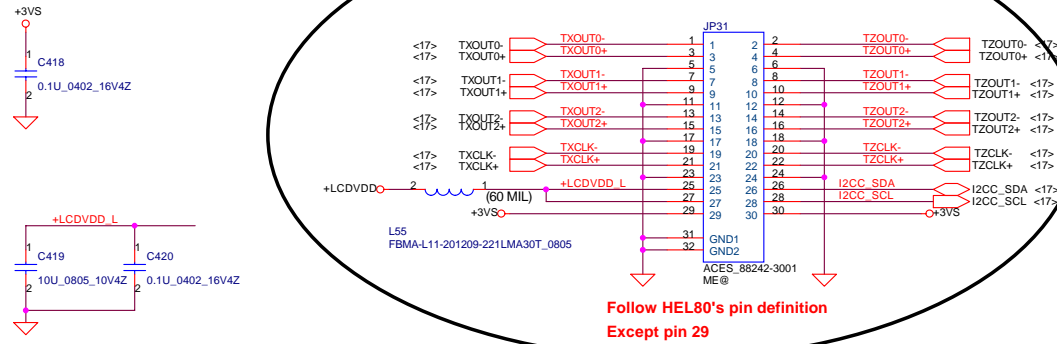 +3VS
1
C418
0.1U_0402_16V4Z
2
+LCDVDD_L
1
C419
10U_0805_10V4Z
2
1
C420
0.1U_0402_16V4Z
2
JP31
<17> TXOUT0- TXOUT0- 1 1 2 2 TZOUT0- TZOUT0- <17>
<17> TXOUT0+ TXOUT0+ 3 3 4 4 TZOUT0+ TZOUT0+ <17>
5 5 6 6
<17> TXOUT1- TXOUT1- 7 7 8 8 TZOUT1- TZOUT1- <17>
<17> TXOUT1+ TXOUT1+ 9 9 10 10 TZOUT1+ TZOUT1+ <17>
11 11 12 12
<17> TXOUT2- TXOUT2- 13 13 14 14 TZOUT2- TZOUT2- <17>
<17> TXOUT2+ TXOUT2+ 15 15 16 16 TZOUT2+ TZOUT2+ <17>
17 17 18 18
<17> TXCLK- TXCLK- 19 19 20 20 TZCLK- TZCLK- <17>
<17> TXCLK+ TXCLK+ 21 21 22 22 TZCLK+ TZCLK+ <17>
23 23 24 24
+LCDVDD 2 1 +LCDVDD_L 25 25 26 26 I2CC_SDA I2CC_SDA <17>
(60 MIL) 27 27 28 28 I2CC_SCL I2CC_SCL <17>
+3VS 29 29 30 30 +3VS
L55
FBMA-L11-201209-221LMA30T_0805
31 GND1
32 GND2
ACES_88242-3001
ME@
Follow HEL80's pin definition
Except pin 29